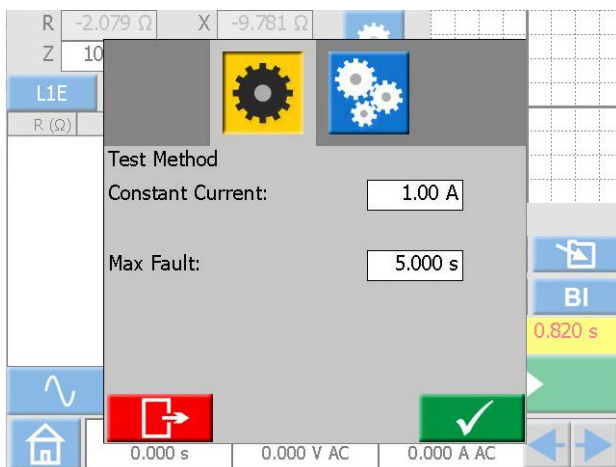 R -2.079 Ω X -9.781 Ω
Z 10
L1E
R (Ω)
Test Method
Constant Current: 1.00 A
Max Fault: 5.000 s
BI
0.820 s
0.000 s 0.000 V AC 0.000 A AC